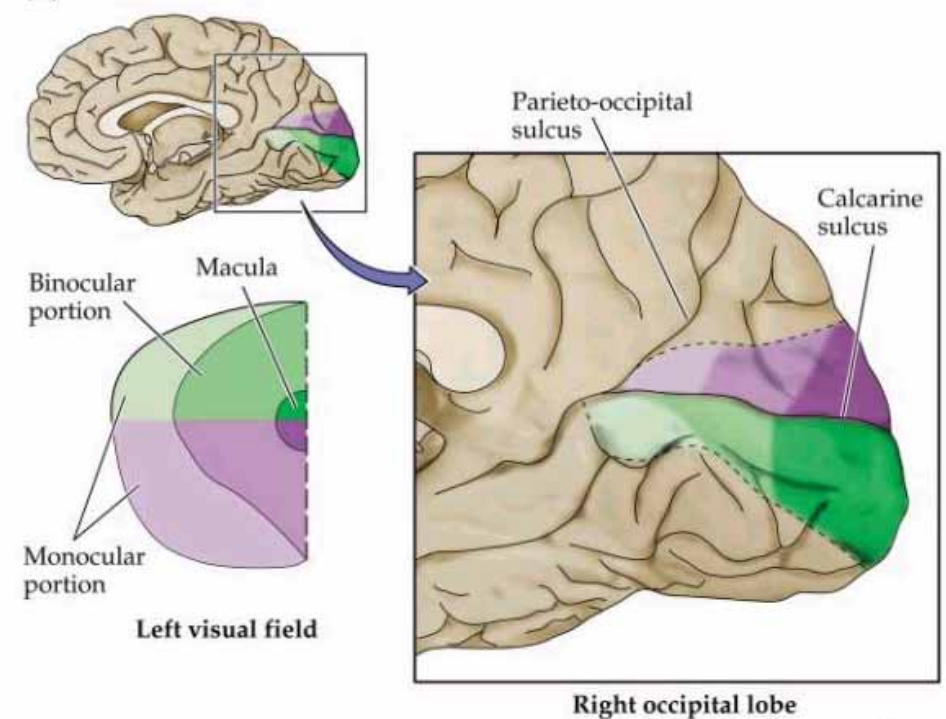 Parieto-occipital
sulcus
Calcarine
sulcus
Binocular
portion
Macula
Monocular
portion
Left visual field
Right occipital lobe